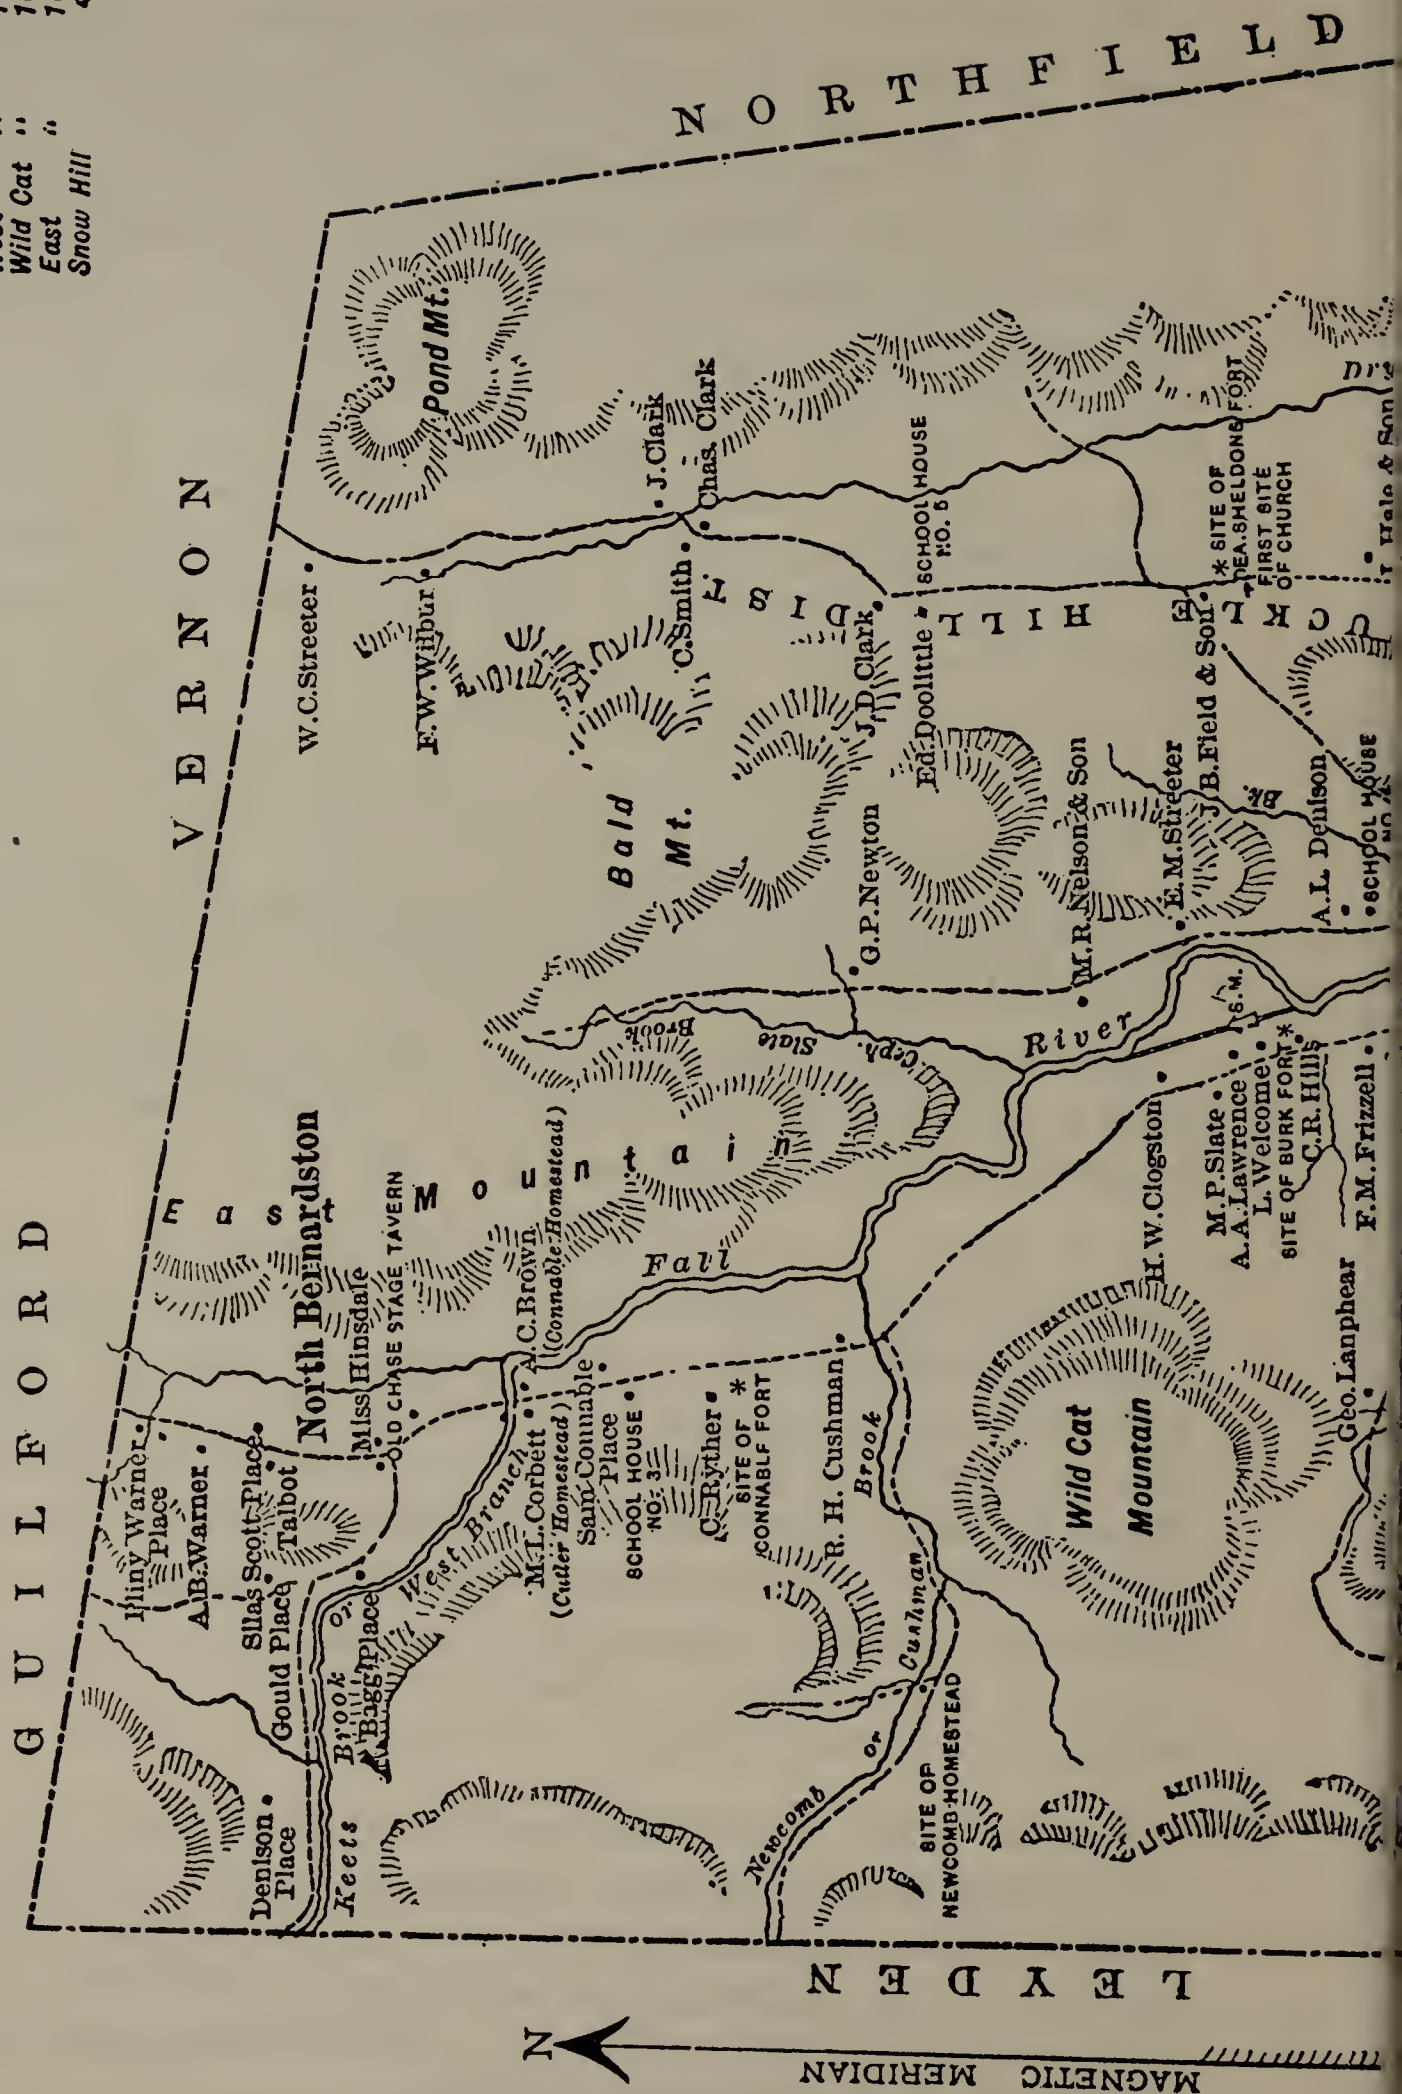 Wild Cat "
East "
Snow Hill
GUILFORD
VERNON
NORTHFIELD
LEYDEN
N
MAGNETIC MERIDIAN
Pliny Warner
Place
A.B. Warner
Silas Scott Place
Talbot
Gould Place
Denison
Place
Keets
Brook
or
West Branch
Bagg Place
North Bernardston
Miss Hinsdale
OLD CHASE STAGE TAVERN
East Mountain
A.C. Brown
(Connable Homestead)
M.L. Corbett
(Cutler Homestead)
Sam Connable
Place
SCHOOL HOUSE
NO. 3
C. Ryther
SITE OF
CONNABLE FORT
*
R. H. Cushman
Fall
River
Newcomb
or
Cushman
Brook
SITE OF
NEWCOMB HOMESTEAD
Wild Cat
Mountain
H.W. Clogston
M.P. Slate
A.A. Lawrence
L. Welcome
SITE OF BURK FORT *
C.R. Hills
F.M. Frizzell
Geo. Lanphear
S.M.
Ceph.
Slate
Brook
G.P. Newton
M.R. Nelson & Son
E.M. Streeter
J.B. Field & Son
Bk.
A.L. Denison
SCHOOL HOUSE
Bald
Mt.
Pond Mt.
W.C. Streeter
F.W. Wilbur
C. Smith
J. Clark
Chas. Clark
J.D. Clark
Ed. Doolittle
SCHOOL HOUSE
NO. 5
HILL
* SITE OF
DEA. SHELDONS FORT
FIRST SITE
OF CHURCH
Hale & Son
Dry